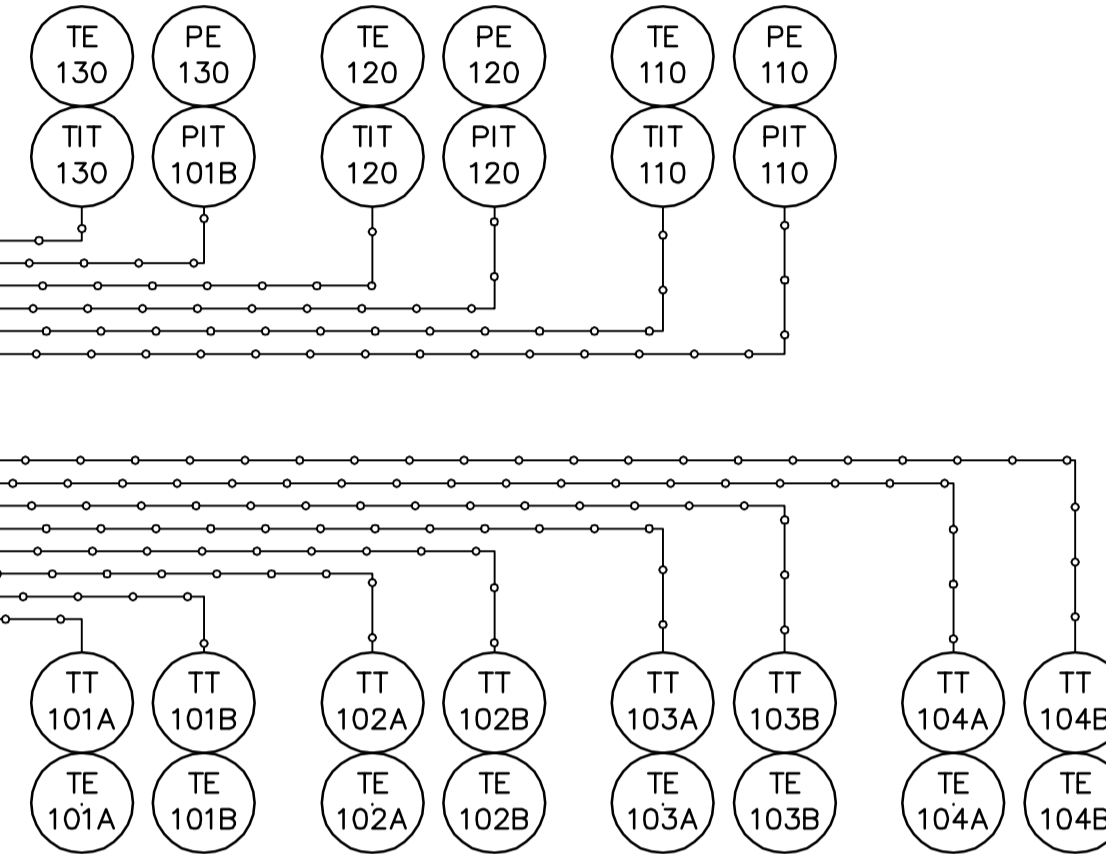 TE PE TE PE TE PE
130 130 120 120 110 110
TIT PIT TIT PIT TIT PIT
130 101B 120 120 110 110
TT TT TT TT TT TT TT TT
101A 101B 102A 102B 103A 103B 104A 104B
TE TE TE TE TE TE TE TE
101A 101B 102A 102B 103A 103B 104A 104B